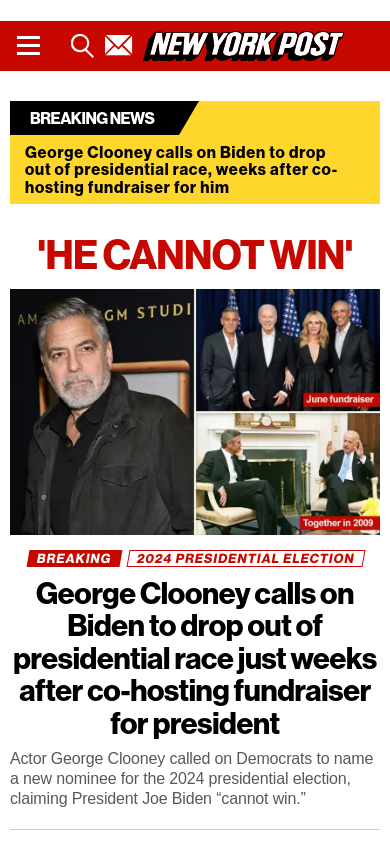 NEW YORK POST
BREAKING NEWS
George Clooney calls on Biden to drop
out of presidential race, weeks after co-
hosting fundraiser for him
'HE CANNOT WIN'
GM STUDI
June fundraiser
Together in 2009
BREAKING
2024 PRESIDENTIAL ELECTION
George Clooney calls on
Biden to drop out of
presidential race just weeks
after co-hosting fundraiser
for president
Actor George Clooney called on Democrats to name
a new nominee for the 2024 presidential election,
claiming President Joe Biden “cannot win.”